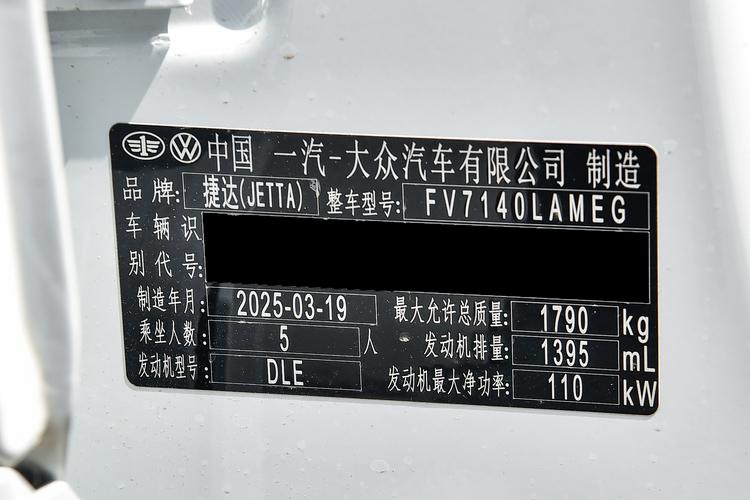 中国 一汽-大众汽车有限公司 制造
品牌: 捷达(JETTA) 整车型号: FV7140LAMEG
车辆识
别代号:
制造年月: 2025-03-19 最大允许总质量: 1790 kg
乘坐人数: 5 人 发动机排量: 1395 mL
发动机型号: DLE 发动机最大净功率: 110 kW